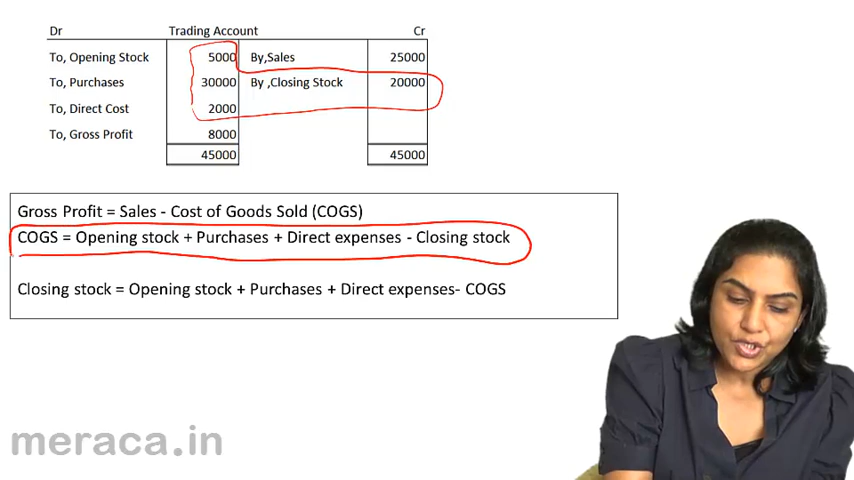 Dr Trading Account Cr
To, Opening Stock 5000 By,Sales 25000
To, Purchases 30000 By ,Closing Stock 20000
To, Direct Cost 2000
To, Gross Profit 8000
45000 45000
Gross Profit = Sales - Cost of Goods Sold (COGS)
COGS = Opening stock + Purchases + Direct expenses - Closing stock
Closing stock = Opening stock + Purchases + Direct expenses- COGS
meraca.in